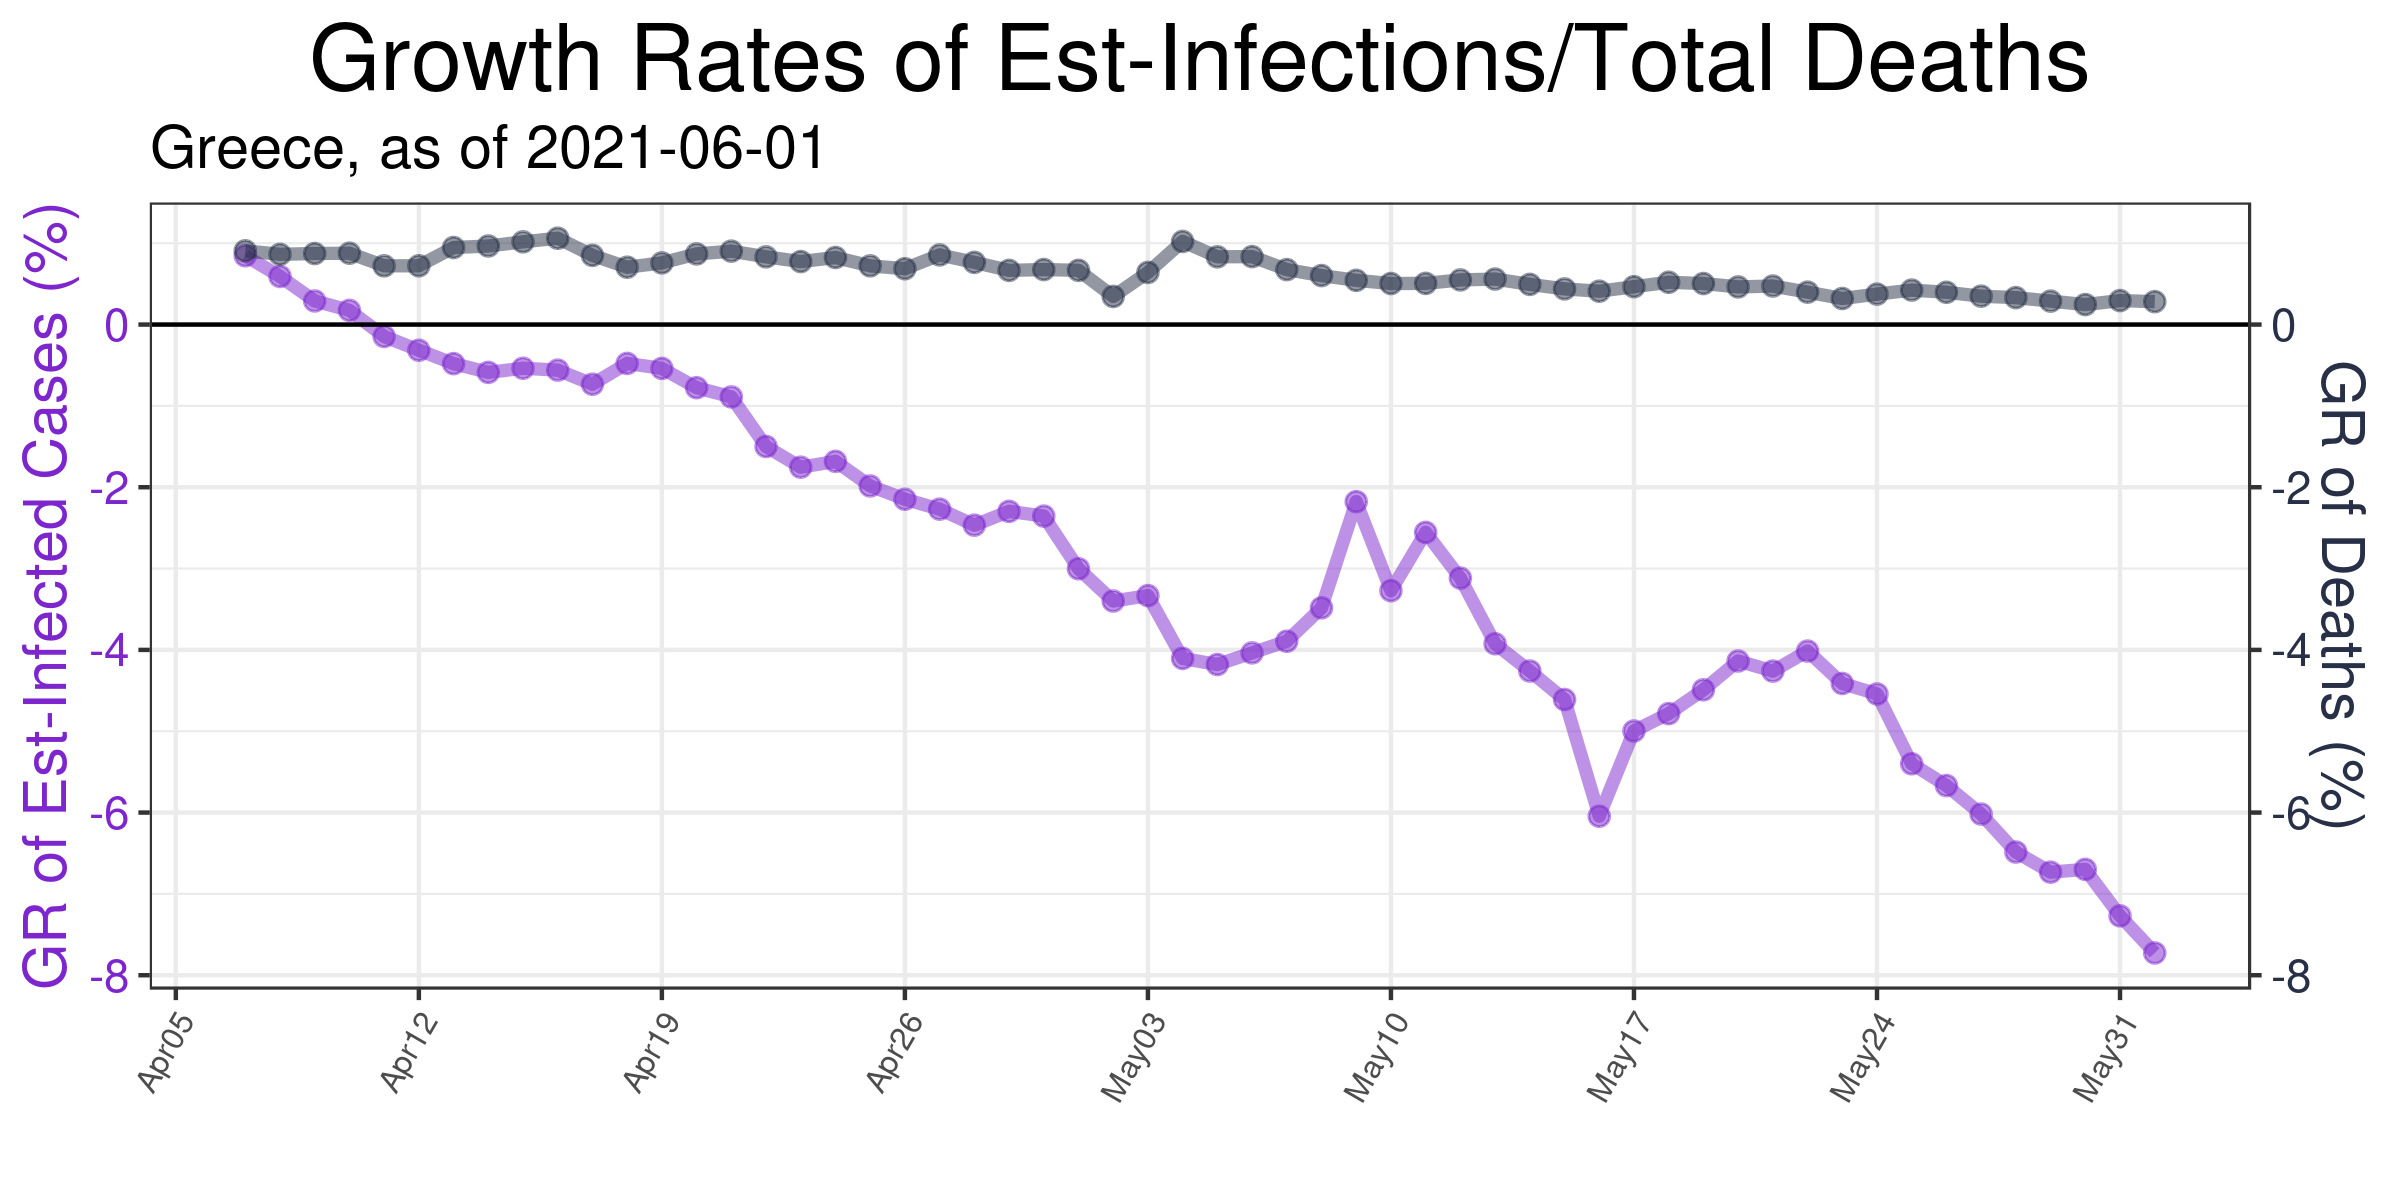 Growth Rates of Est-Infections/Total Deaths
Greece, as of 2021-06-01
GR of Est-Infected Cases (%)
0
-2
-4
-6
-8
0
-2
-4
-6
-8
GR of Deaths (%)
Apr05
Apr12
Apr19
Apr26
May03
May10
May17
May24
May31